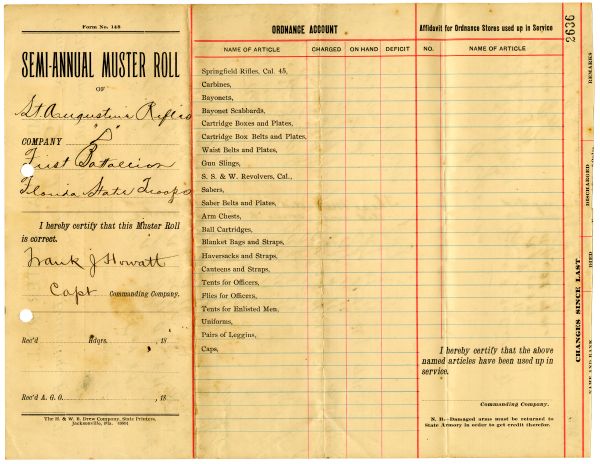 Form No. 148
SEMI-ANNUAL MUSTER ROLL
OF
St. Augustine Rifles
COMPANY
First Battalion
Florida State Troops
I hereby certify that this Muster Roll
is correct.
Frank J Howatt
Capt Commanding Company.
Rec'd Hdqrs. , 18
Rec'd A. G. O. , 18
The H. & W. B. Drew Company, State Printers,
Jacksonville, Fla.
ORDNANCE ACCOUNT
NAME OF ARTICLE CHARGED ON HAND DEFICIT
Springfield Rifles, Cal. 45,
Carbines,
Bayonets,
Bayonet Scabbards,
Cartridge Boxes and Plates,
Cartridge Box Belts and Plates,
Waist Belts and Plates,
Gun Slings,
S. S. & W. Revolvers, Cal.,
Sabers,
Saber Belts and Plates,
Arm Chests,
Ball Cartridges,
Blanket Bags and Straps,
Haversacks and Straps,
Canteens and Straps,
Tents for Officers,
Flies for Officers,
Tents for Enlisted Men,
Uniforms,
Pairs of Leggins,
Caps,
Affidavit for Ordnance Stores used up in Service
NO. NAME OF ARTICLE
I hereby certify that the above
named articles have been used up in
service.
Commanding Company.
N. B.—Damaged arms must be returned to
State Armory in order to get credit therefor.
2636
CHANGES SINCE LAST
NAME AND RANK DIED DISCHARGED REMARKS